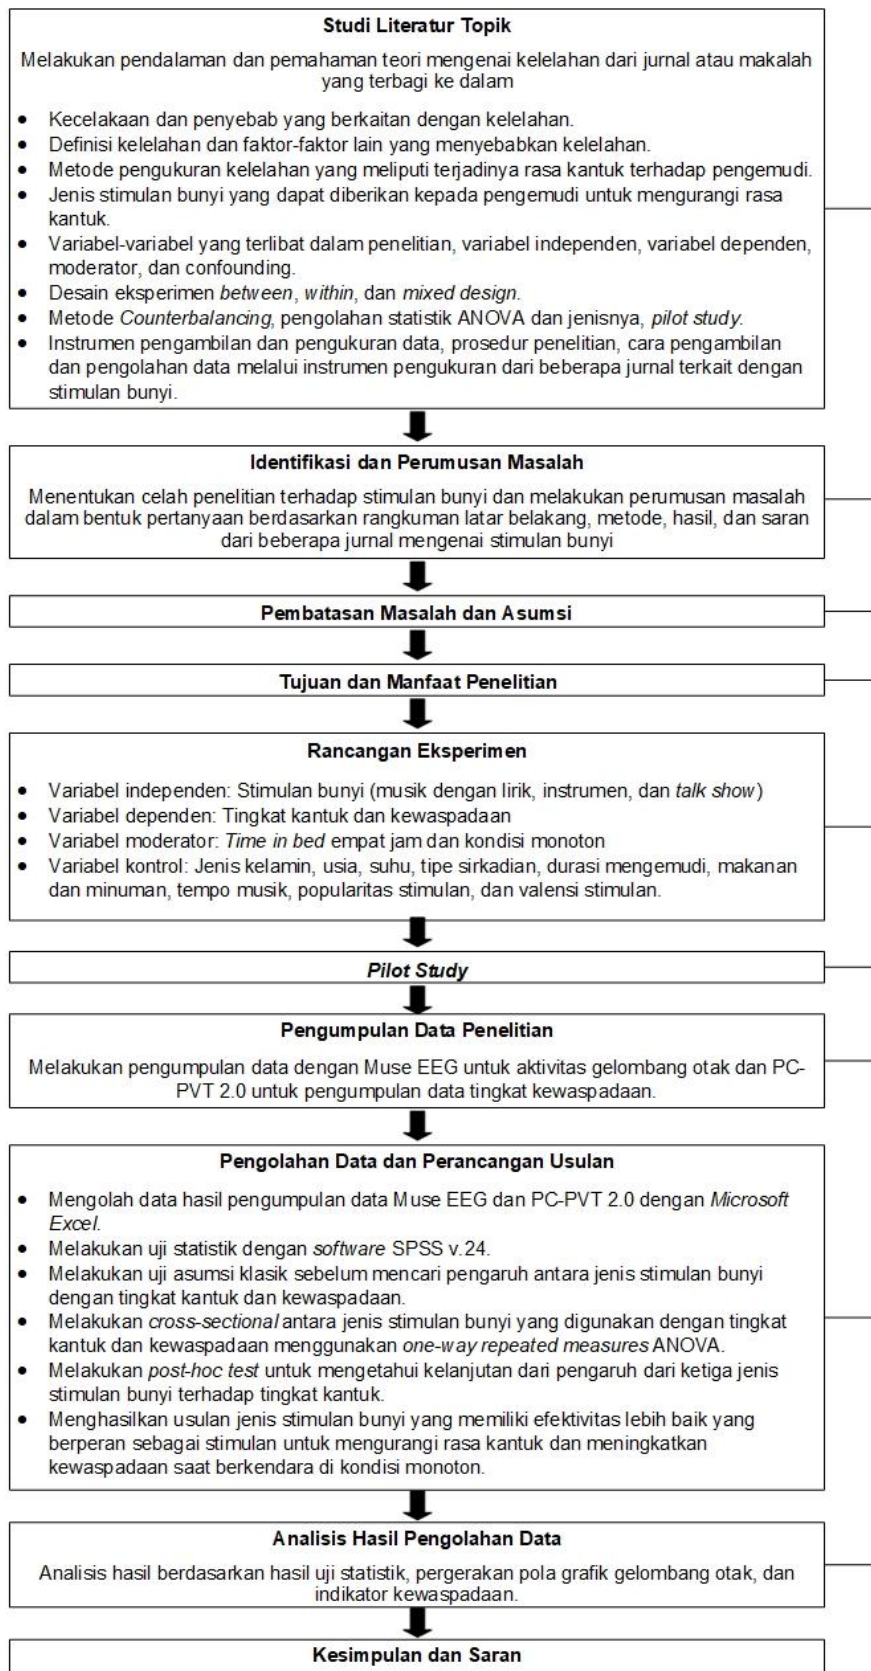 Studi Literatur Topik
Melakukan pendalaman dan pemahaman teori mengenai kelelahan dari jurnal atau makalah
yang terbagi ke dalam
• Kecelakaan dan penyebab yang berkaitan dengan kelelahan.
• Definisi kelelahan dan faktor-faktor lain yang menyebabkan kelelahan.
• Metode pengukuran kelelahan yang meliputi terjadinya rasa kantuk terhadap pengemudi.
• Jenis stimulan bunyi yang dapat diberikan kepada pengemudi untuk mengurangi rasa
kantuk.
• Variabel-variabel yang terlibat dalam penelitian, variabel independen, variabel dependen,
moderator, dan confounding.
• Desain eksperimen between, within, dan mixed design.
• Metode Counterbalancing, pengolahan statistik ANOVA dan jenisnya, pilot study.
• Instrumen pengambilan dan pengukuran data, prosedur penelitian, cara pengambilan
dan pengolahan data melalui instrumen pengukuran dari beberapa jurnal terkait dengan
stimulan bunyi.
Identifikasi dan Perumusan Masalah
Menentukan celah penelitian terhadap stimulan bunyi dan melakukan perumusan masalah
dalam bentuk pertanyaan berdasarkan rangkuman latar belakang, metode, hasil, dan saran
dari beberapa jurnal mengenai stimulan bunyi
Pembatasan Masalah dan Asumsi
Tujuan dan Manfaat Penelitian
Rancangan Eksperimen
• Variabel independen: Stimulan bunyi (musik dengan lirik, instrumen, dan talk show)
• Variabel dependen: Tingkat kantuk dan kewaspadaan
• Variabel moderator: Time in bed empat jam dan kondisi monoton
• Variabel kontrol: Jenis kelamin, usia, suhu, tipe sirkadian, durasi mengemudi, makanan
dan minuman, tempo musik, popularitas stimulan, dan valensi stimulan.
Pilot Study
Pengumpulan Data Penelitian
Melakukan pengumpulan data dengan Muse EEG untuk aktivitas gelombang otak dan PC-
PVT 2.0 untuk pengumpulan data tingkat kewaspadaan.
Pengolahan Data dan Perancangan Usulan
• Mengolah data hasil pengumpulan data Muse EEG dan PC-PVT 2.0 dengan Microsoft
Excel.
• Melakukan uji statistik dengan software SPSS v.24.
• Melakukan uji asumsi klasik sebelum mencari pengaruh antara jenis stimulan bunyi
dengan tingkat kantuk dan kewaspadaan.
• Melakukan cross-sectional antara jenis stimulan bunyi yang digunakan dengan tingkat
kantuk dan kewaspadaan menggunakan one-way repeated measures ANOVA.
• Melakukan post-hoc test untuk mengetahui kelanjutan dari pengaruh dari ketiga jenis
stimulan bunyi terhadap tingkat kantuk.
• Menghasilkan usulan jenis stimulan bunyi yang memiliki efektivitas lebih baik yang
berperan sebagai stimulan untuk mengurangi rasa kantuk dan meningkatkan
kewaspadaan saat berkendara di kondisi monoton.
Analisis Hasil Pengolahan Data
Analisis hasil berdasarkan hasil uji statistik, pergerakan pola grafik gelombang otak, dan
indikator kewaspadaan.
Kesimpulan dan Saran